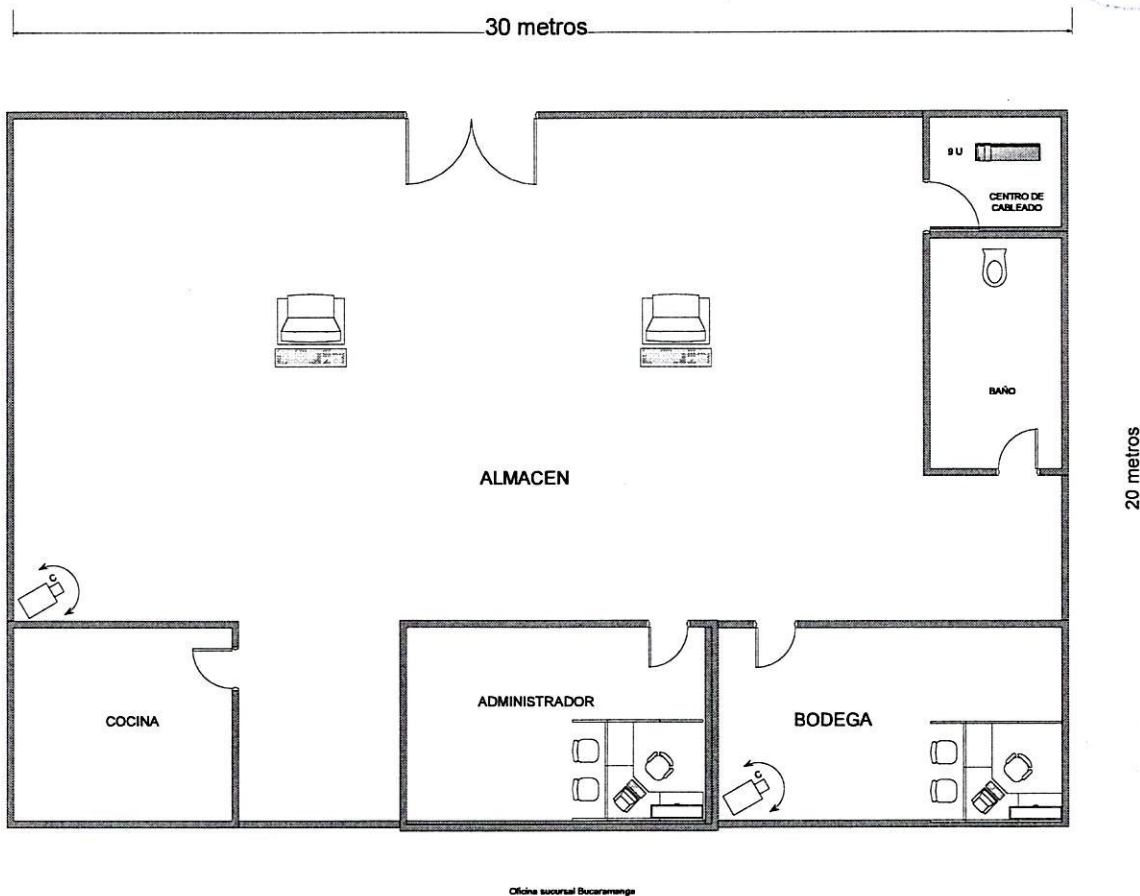 30 metros
9 U
CENTRO DE
CABLEADO
BAÑO
20 metros
ALMACEN
C
COCINA
ADMINISTRADOR
BODEGA
C
Oficina sucursal Bucaramanga